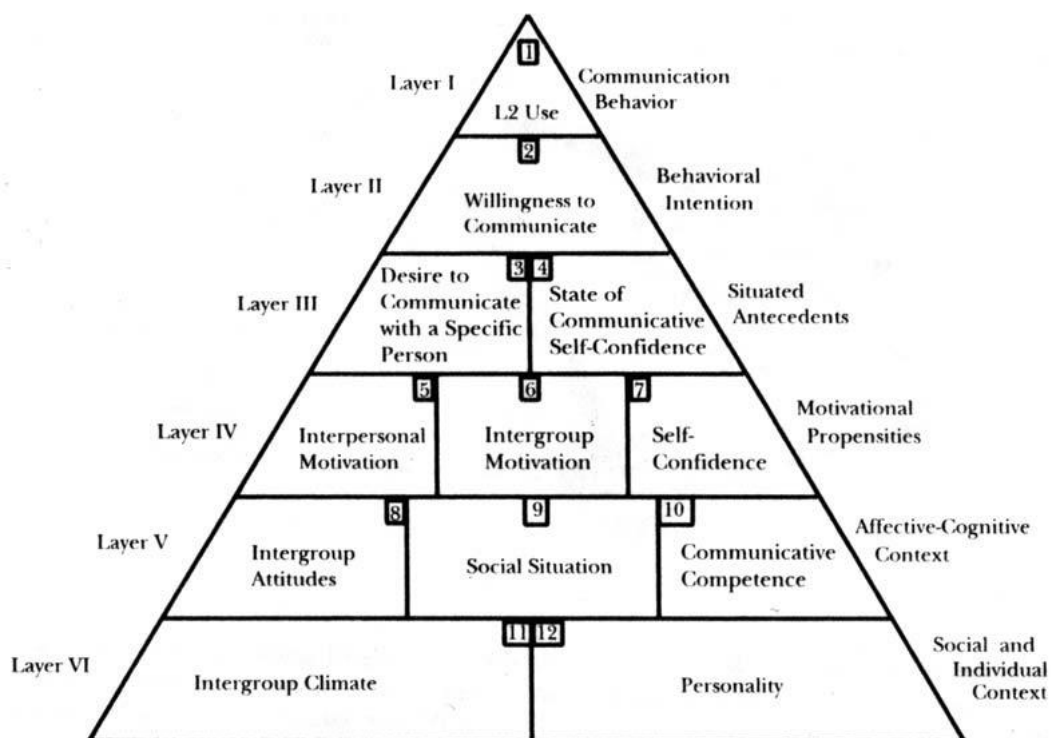 1
Layer I
Communication
Behavior
L2 Use
2
Layer II
Behavioral
Intention
Willingness to
Communicate
3 4
Layer III
Desire to
Communicate
with a Specific
Person
State of
Communicative
Self-Confidence
Situated
Antecedents
5 6 7
Layer IV
Interpersonal
Motivation
Intergroup
Motivation
Self-
Confidence
Motivational
Propensities
8 9 10
Layer V
Intergroup
Attitudes
Social Situation
Communicative
Competence
Affective-Cognitive
Context
11 12
Layer VI
Intergroup Climate
Personality
Social and
Individual
Context